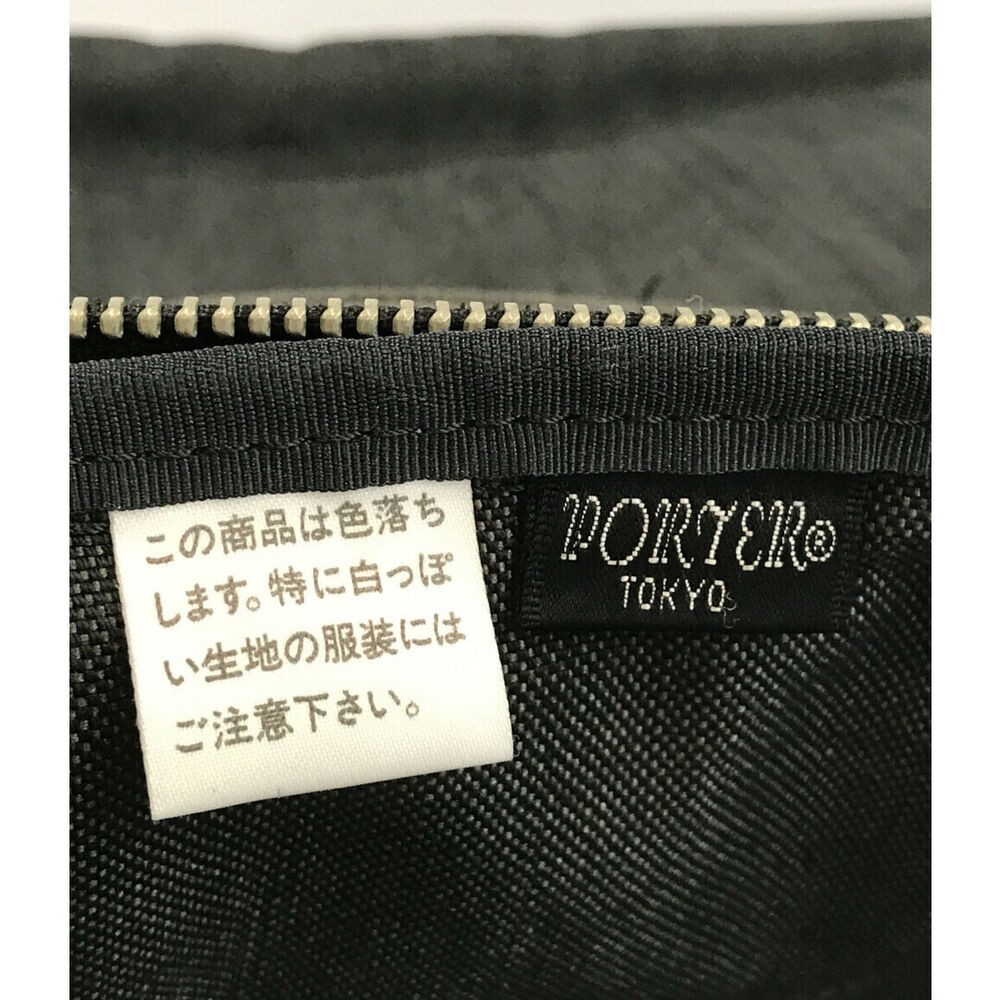 この商品は色落ち
します。特に白っぽ
い生地の服装には
ご注意下さい。
PORTER®
TOKYO